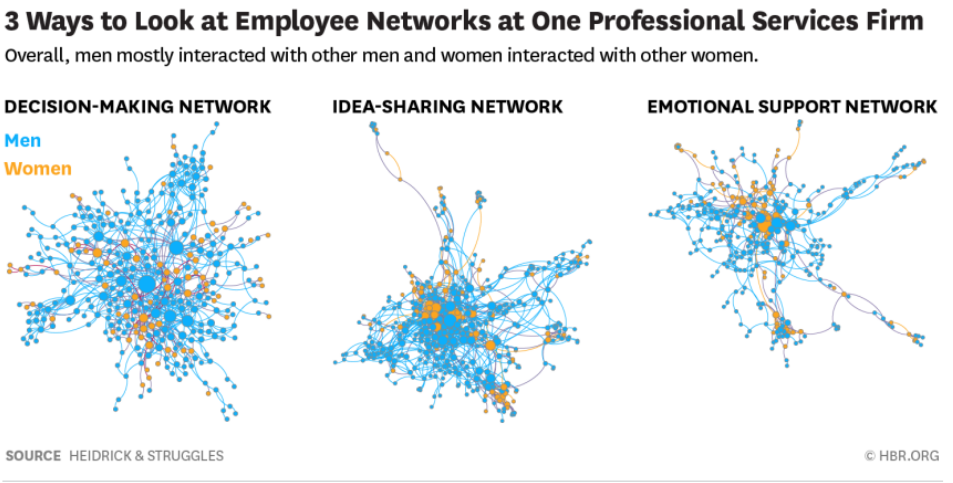 3 Ways to Look at Employee Networks at One Professional Services Firm
Overall, men mostly interacted with other men and women interacted with other women.
DECISION-MAKING NETWORK
IDEA-SHARING NETWORK
EMOTIONAL SUPPORT NETWORK
Men
Women
SOURCE HEIDRICK & STRUGGLES
© HBR.ORG